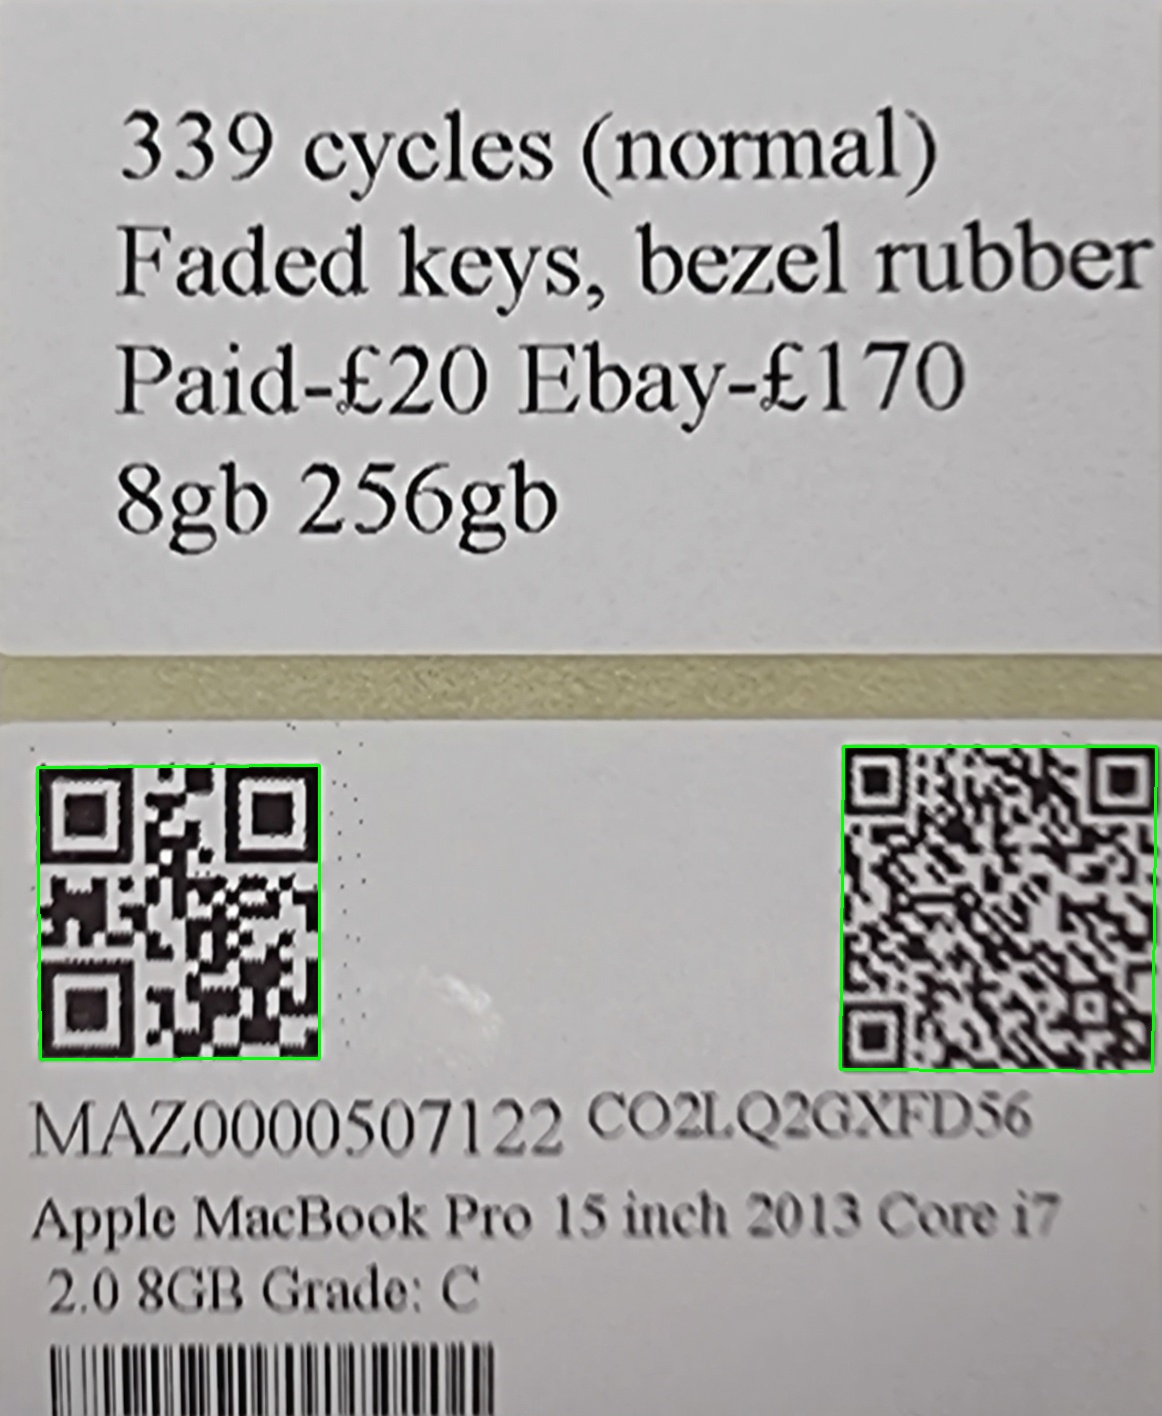 339 cycles (normal)
Faded keys, bezel rubber
Paid-£20 Ebay-£170
8gb 256gb
MAZ0000507122 CO2LQ2GXFD56
Apple MacBook Pro 15 inch 2013 Core i7
2.0 8GB Grade: C